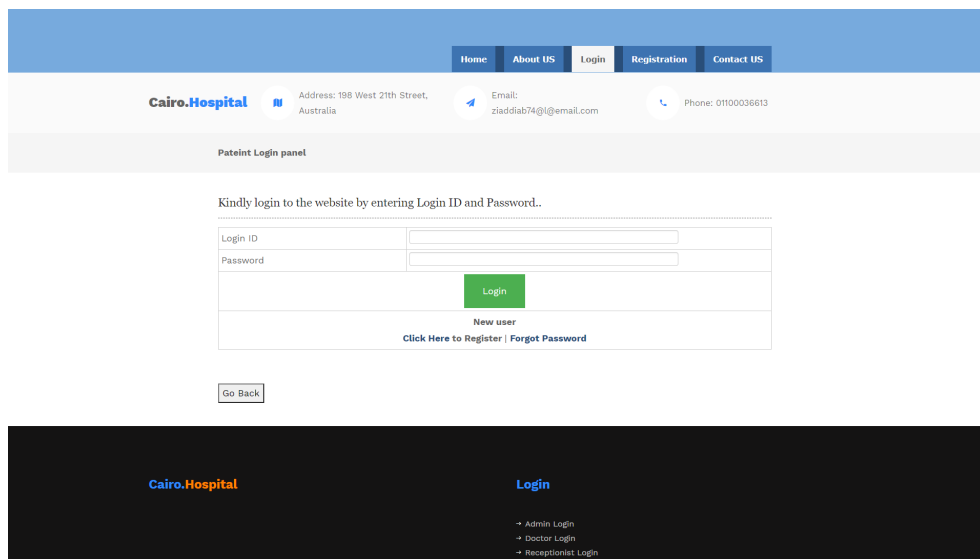 Home About US Login Registration Contact US
Cairo.Hospital
Address: 198 West 21th Street,
Australia
Email:
ziaddiab74@l@email.com
Phone: 01100036613
Pateint Login panel
Kindly login to the website by entering Login ID and Password..
Login ID
Password
Login
New user
Click Here to Register | Forgot Password
Go Back
Cairo.Hospital
Login
→ Admin Login
→ Doctor Login
→ Receptionist Login